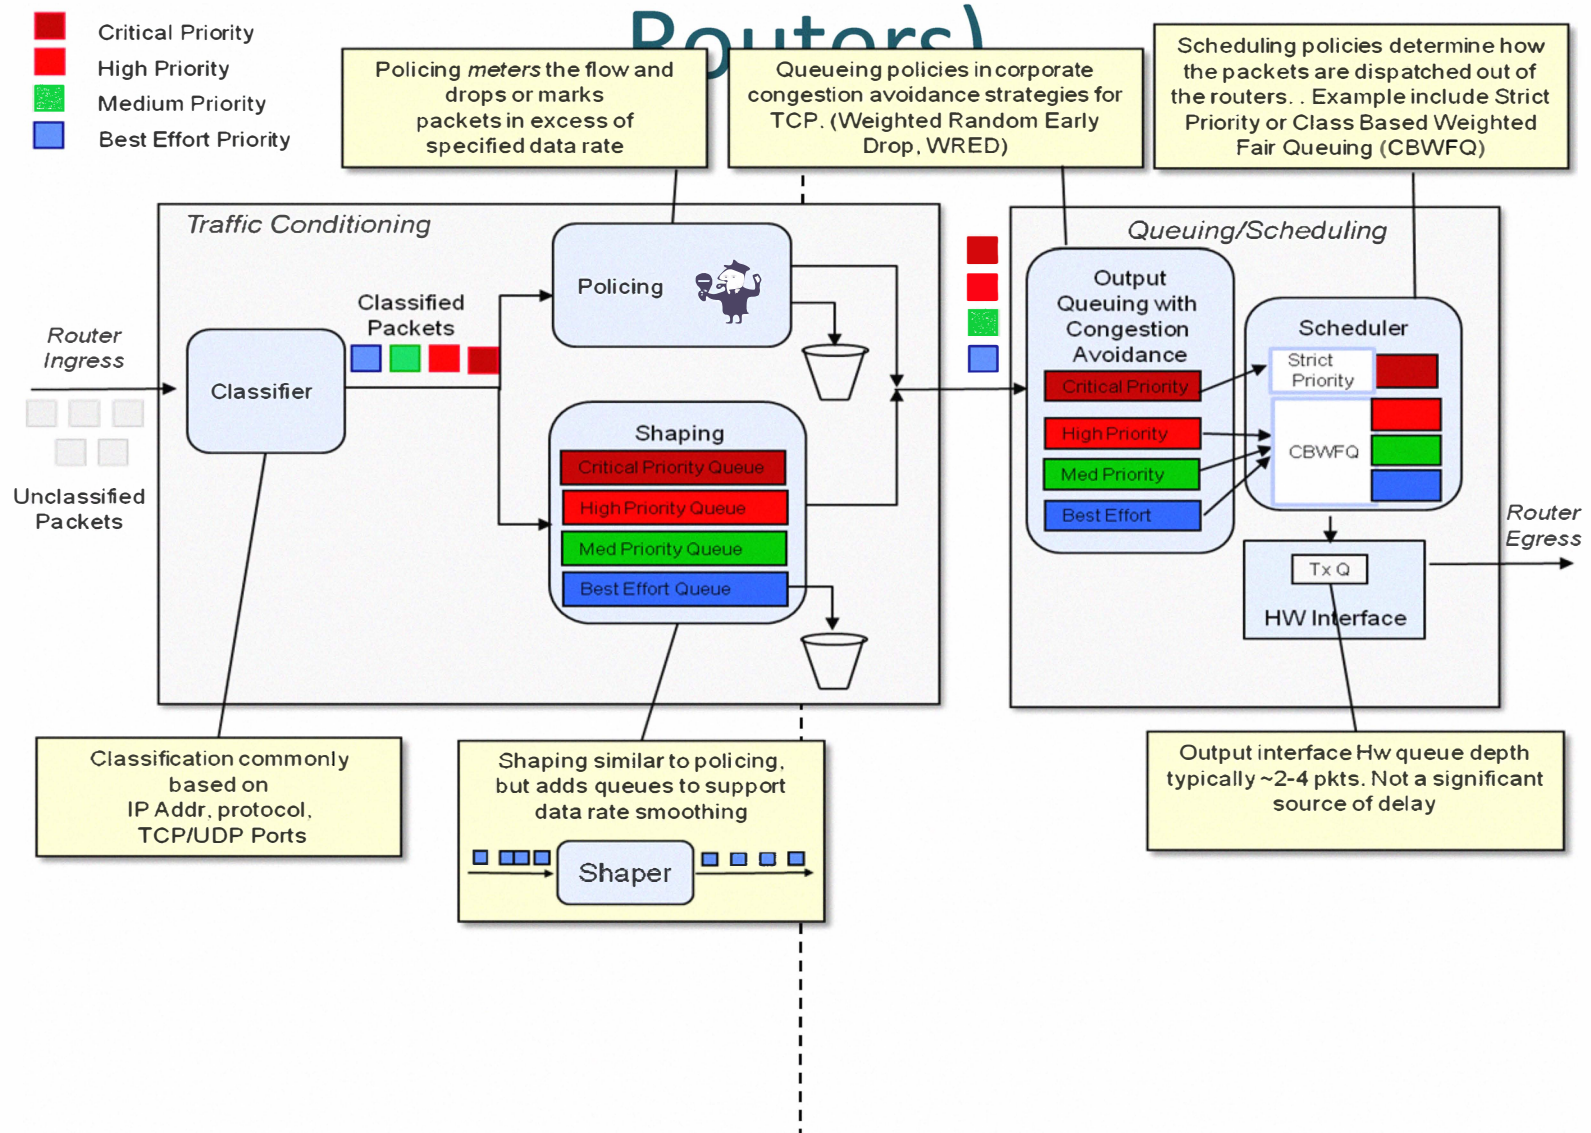 Routers)
Critical Priority
High Priority
Medium Priority
Best Effort Priority
Policing meters the flow and
drops or marks
packets in excess of
specified data rate
Queueing policies in corporate
congestion avoidance strategies for
TCP. (Weighted Random Early
Drop, WRED)
Scheduling policies determine how
the packets are dispatched out of
the routers. . Example include Strict
Priority or Class Based Weighted
Fair Queuing (CBWFQ)
Traffic Conditioning
Router
Ingress
Unclassified
Packets
Classifier
Classified
Packets
Policing
Shaping
Critical Priority Queue
High Priority Queue
Med Priority Queue
Best Effort Queue
Queuing/Scheduling
Output
Queuing with
Congestion
Avoidance
Critical Priority
High Priority
Med Priority
Best Effort
Scheduler
Strict
Priority
CBWFQ
Tx Q
HW Interface
Router
Egress
Classification commonly
based on
IP Addr, protocol,
TCP/UDP Ports
Shaping similar to policing,
but adds queues to support
data rate smoothing
Shaper
Output interface Hw queue depth
typically ~2-4 pkts. Not a significant
source of delay